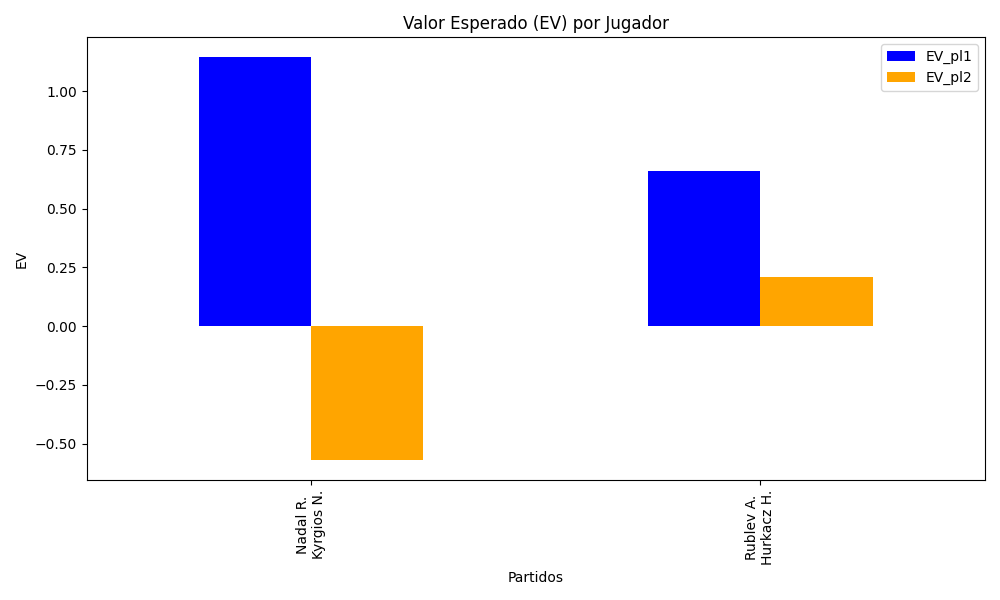 Valor Esperado (EV) por Jugador
EV_pl1
EV_pl2
EV
1.00
0.75
0.50
0.25
0.00
−0.25
−0.50
Nadal R.
Kyrgios N.
Rublev A.
Hurkacz H.
Partidos